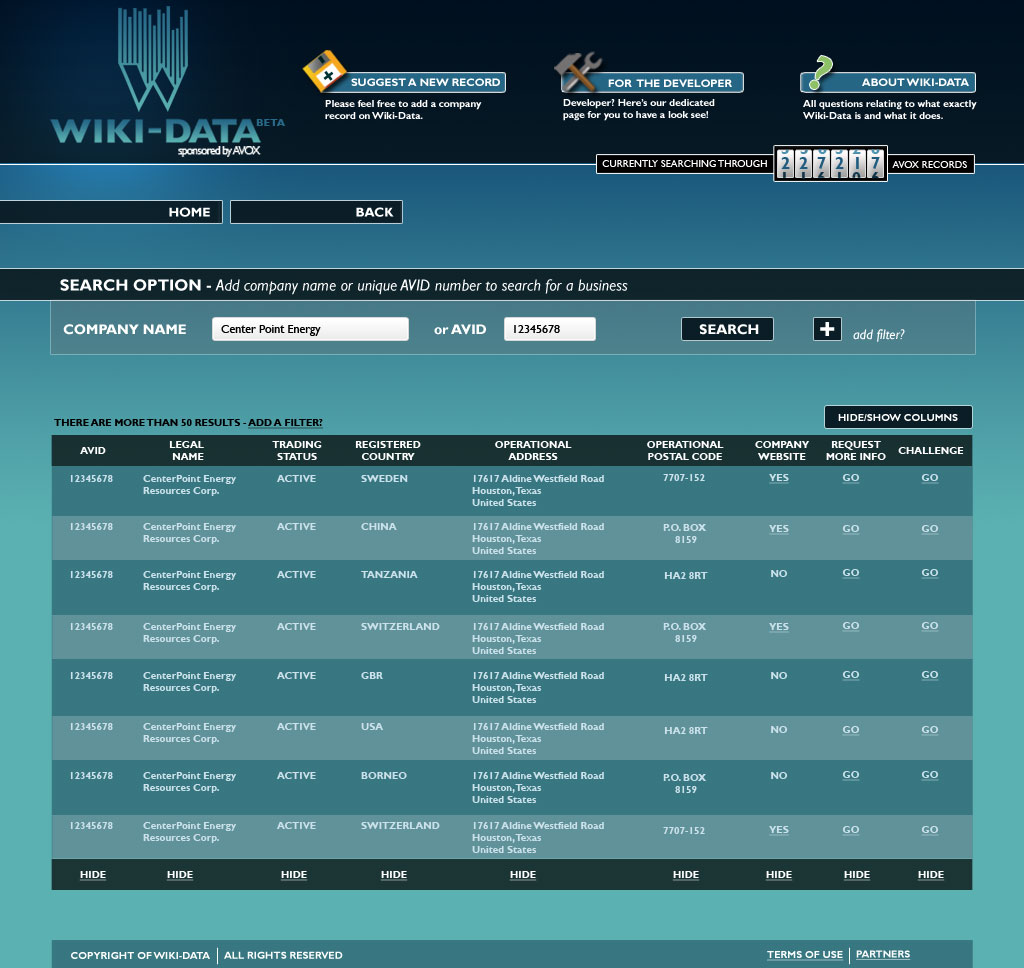 WIKI-DATA BETA
sponsored by AVOX
SUGGEST A NEW RECORD
Please feel free to add a company
record on Wiki-Data.
FOR THE DEVELOPER
Developer? Here's our dedicated
page for you to have a look see!
ABOUT WIKI-DATA
All questions relating to what exactly
Wiki-Data is and what it does.
CURRENTLY SEARCHING THROUGH
AVOX RECORDS
HOME
BACK
SEARCH OPTION - Add company name or unique AVID number to search for a business
COMPANY NAME Center Point Energy or AVID 12345678 SEARCH + add filter?
THERE ARE MORE THAN 50 RESULTS - ADD A FILTER?
HIDE/SHOW COLUMNS
AVID
LEGAL
NAME
TRADING
STATUS
REGISTERED
COUNTRY
OPERATIONAL
ADDRESS
OPERATIONAL
POSTAL CODE
COMPANY
WEBSITE
REQUEST
MORE INFO
CHALLENGE
12345678 CenterPoint Energy ACTIVE SWEDEN 17617 Aldine Westfield Road 7707-152 YES GO GO
Resources Corp. Houston,Texas
United States
12345678 CenterPoint Energy ACTIVE CHINA 17617 Aldine Westfield Road P.O. BOX YES GO GO
Resources Corp. Houston,Texas 8159
United States
12345678 CenterPoint Energy ACTIVE TANZANIA 17617 Aldine Westfield Road HA2 8RT NO GO GO
Resources Corp. Houston,Texas
United States
12345678 CenterPoint Energy ACTIVE SWITZERLAND 17617 Aldine Westfield Road P.O. BOX YES GO GO
Resources Corp. Houston,Texas 8159
United States
12345678 CenterPoint Energy ACTIVE GBR 17617 Aldine Westfield Road HA2 8RT NO GO GO
Resources Corp. Houston,Texas
United States
12345678 CenterPoint Energy ACTIVE USA 17617 Aldine Westfield Road HA2 8RT NO GO GO
Resources Corp. Houston,Texas
United States
12345678 CenterPoint Energy ACTIVE BORNEO 17617 Aldine Westfield Road P.O. BOX NO GO GO
Resources Corp. Houston,Texas 8159
United States
12345678 CenterPoint Energy ACTIVE SWITZERLAND 17617 Aldine Westfield Road 7707-152 YES GO GO
Resources Corp. Houston,Texas
United States
HIDE HIDE HIDE HIDE HIDE HIDE HIDE HIDE HIDE
COPYRIGHT OF WIKI-DATA | ALL RIGHTS RESERVED
TERMS OF USE | PARTNERS